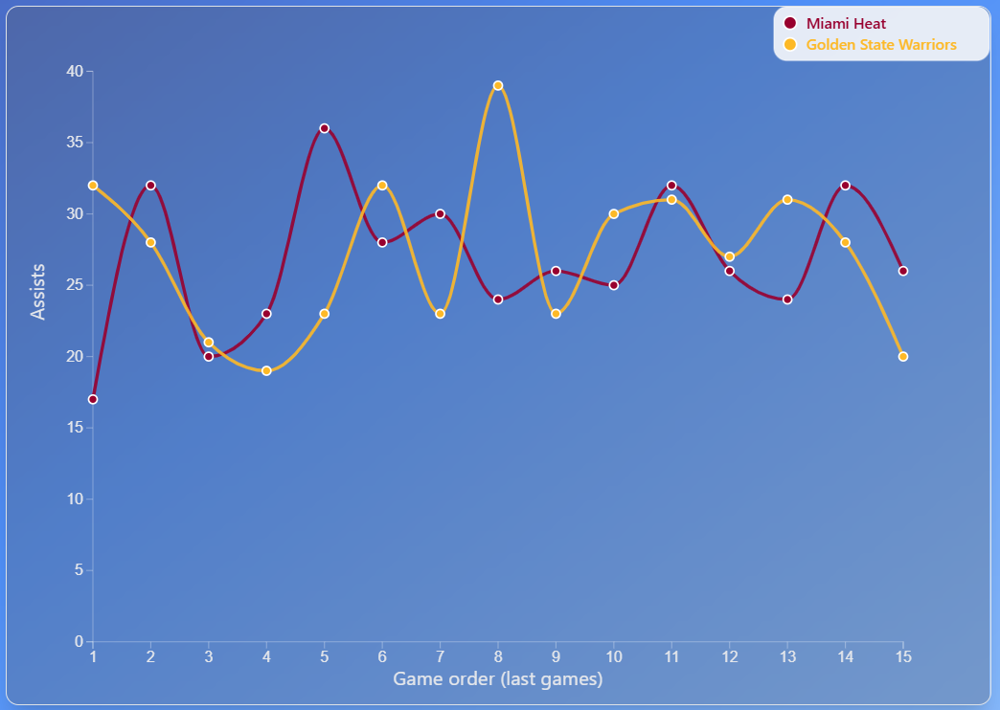 Miami Heat
Golden State Warriors
40
35
30
25
20
15
10
5
0
Assists
1 2 3 4 5 6 7 8 9 10 11 12 13 14 15
Game order (last games)